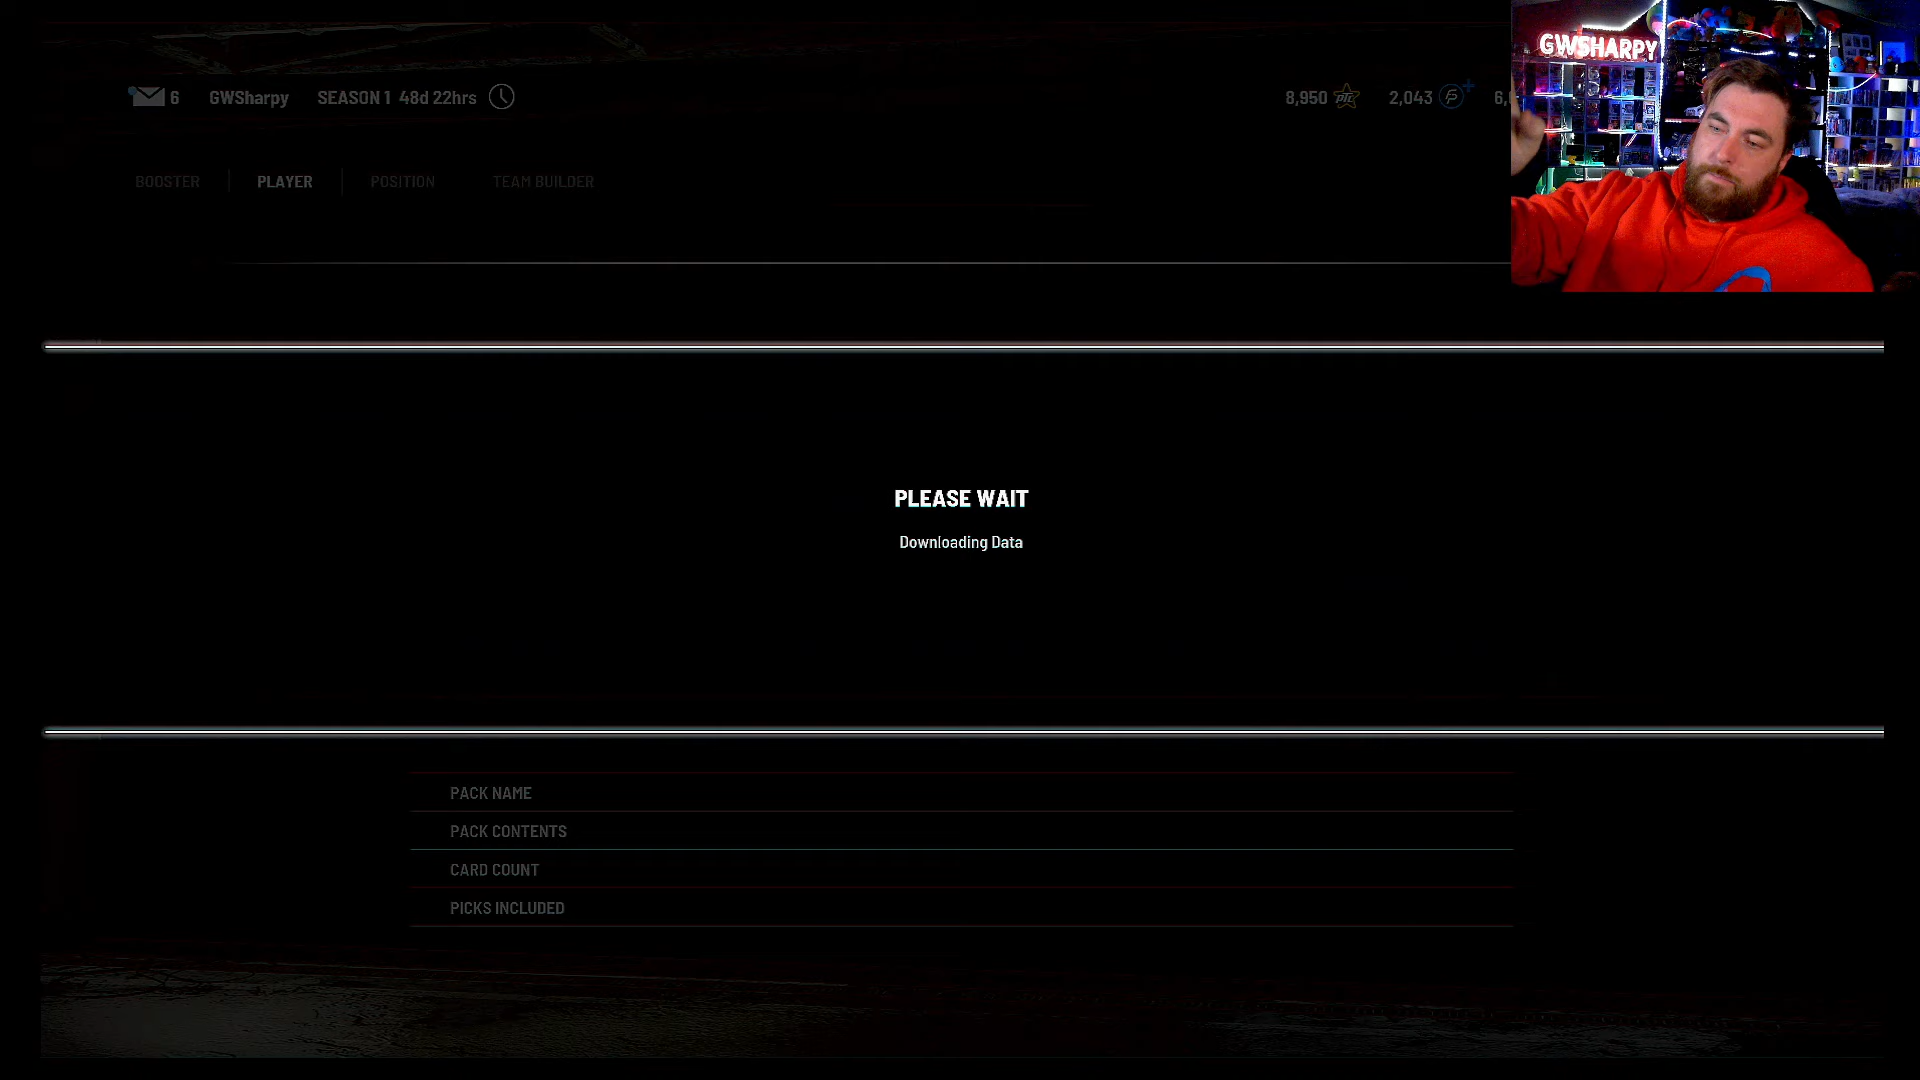 6 GWSharpy SEASON 1 48d 22hrs 8,950 PTC 2,043
GWSHARPY
BOOSTER PLAYER POSITION TEAM BUILDER
PLEASE WAIT
Downloading Data
PACK NAME
PACK CONTENTS
CARD COUNT
PICKS INCLUDED